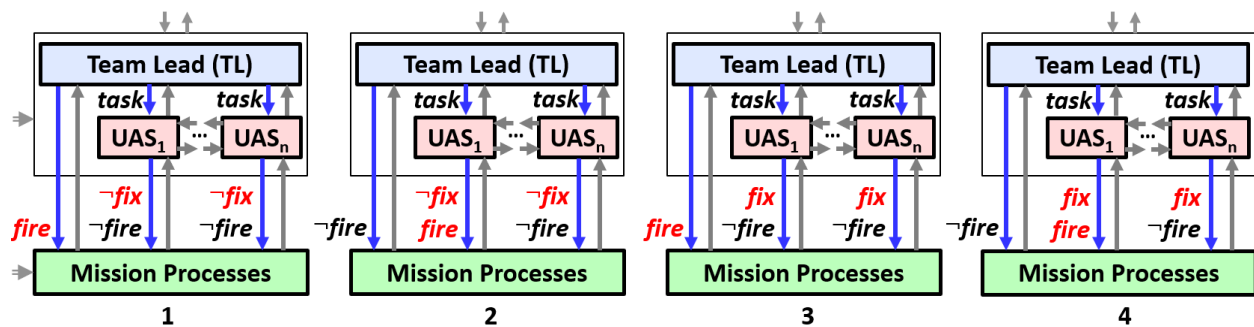 Team Lead (TL)
task task
UAS1 ... UASn
¬fix ¬fix
fire ¬fire ¬fire
Mission Processes
1
Team Lead (TL)
task task
UAS1 ... UASn
¬fix ¬fix
¬fire fire ¬fire
Mission Processes
2
Team Lead (TL)
task task
UAS1 ... UASn
fix fix
fire ¬fire ¬fire
Mission Processes
3
Team Lead (TL)
task task
UAS1 ... UASn
fix fix
¬fire fire ¬fire
Mission Processes
4